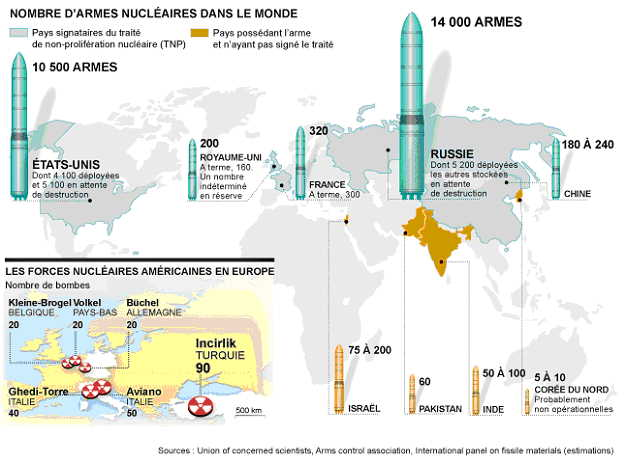 NOMBRE D'ARMES NUCLÉAIRES DANS LE MONDE
Pays signataires du traité
de non-prolifération nucléaire (TNP)
Pays possédant l'arme
et n'ayant pas signé le traité
10 500 ARMES
ÉTATS-UNIS
Dont 4 100 déployées
et 5 100 en attente
de destruction
200
ROYAUME-UNI
A terme, 160.
Un nombre
indéterminé
en réserve
320
FRANCE
A terme, 300
14 000 ARMES
RUSSIE
Dont 5 200 déployées
les autres stockées
en attente
de destruction
180 À 240
CHINE
LES FORCES NUCLÉAIRES AMÉRICAINES EN EUROPE
Nombre de bombes
Kleine-Brogel
BELGIQUE,
20
Volkel
PAYS-BAS
20
Büchel
ALLEMAGNE
20
Incirlik
TURQUIE
90
Ghedi-Torre
ITALIE
40
Aviano
ITALIE
50
500 km
75 À 200
ISRAËL
60
PAKISTAN
50 À 100
INDE
5 À 10
CORÉE DU NORD
Probablement
non opérationnelles
Sources : Union of concerned scientists, Arms control association, International panel on fissile materials (estimations)